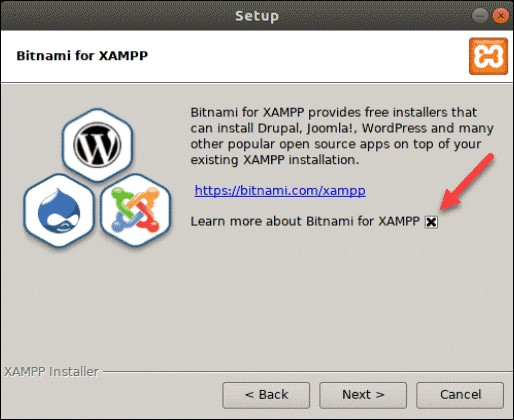 Setup
Bitnami for XAMPP
Bitnami for XAMPP provides free installers that
can install Drupal, Joomla!, WordPress and many
other popular open source apps on top of your
existing XAMPP installation.
https://bitnami.com/xampp
Learn more about Bitnami for XAMPP
XAMPP Installer
< Back
Next >
Cancel